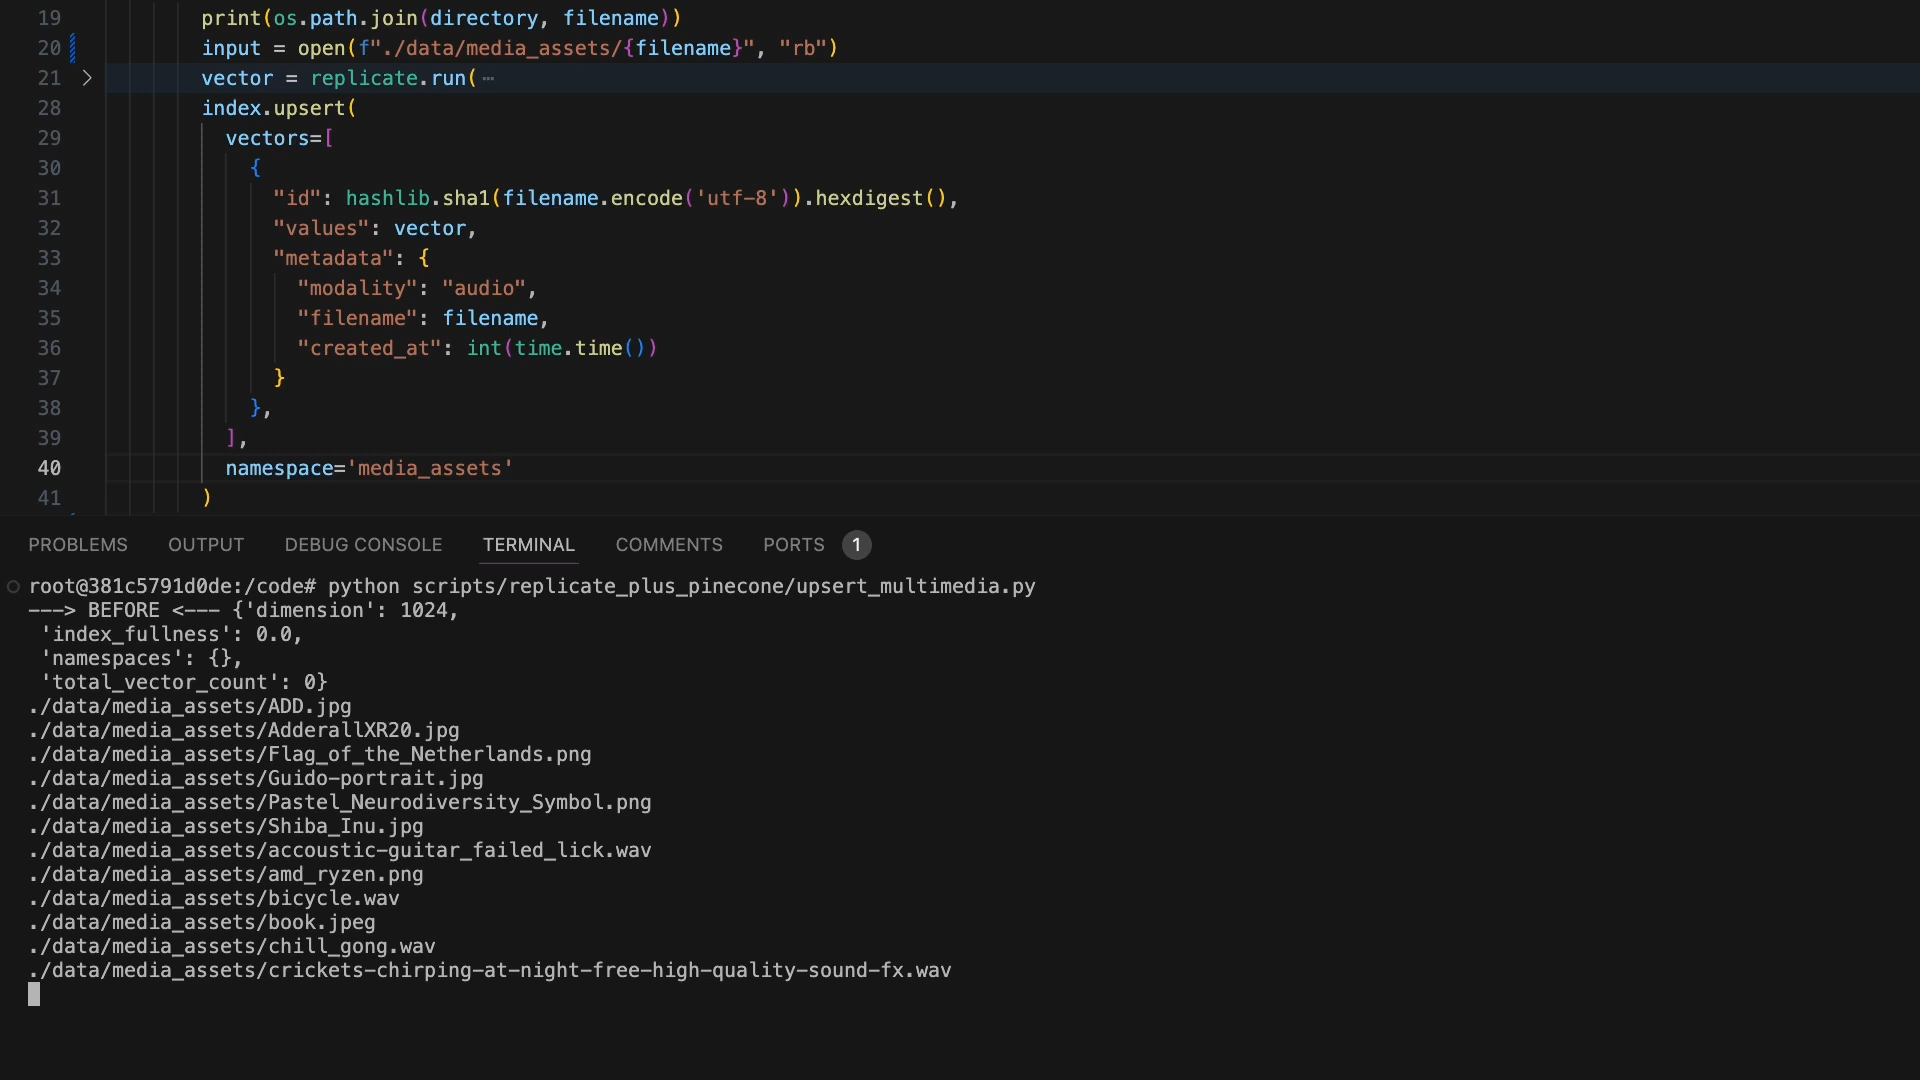 19 print(os.path.join(directory, filename))
20 input = open(f"./data/media_assets/{filename}", "rb")
21 vector = replicate.run( ⋯
28 index.upsert(
29 vectors=[
30 {
31 "id": hashlib.sha1(filename.encode('utf-8')).hexdigest(),
32 "values": vector,
33 "metadata": {
34 "modality": "audio",
35 "filename": filename,
36 "created_at": int(time.time())
37 }
38 },
39 ],
40 namespace='media_assets'
41 )
PROBLEMS OUTPUT DEBUG CONSOLE TERMINAL COMMENTS PORTS 1
root@381c5791d0de:/code# python scripts/replicate_plus_pinecone/upsert_multimedia.py
---> BEFORE <--- {'dimension': 1024,
'index_fullness': 0.0,
'namespaces': {},
'total_vector_count': 0}
./data/media_assets/ADD.jpg
./data/media_assets/AdderallXR20.jpg
./data/media_assets/Flag_of_the_Netherlands.png
./data/media_assets/Guido-portrait.jpg
./data/media_assets/Pastel_Neurodiversity_Symbol.png
./data/media_assets/Shiba_Inu.jpg
./data/media_assets/accoustic-guitar_failed_lick.wav
./data/media_assets/amd_ryzen.png
./data/media_assets/bicycle.wav
./data/media_assets/book.jpeg
./data/media_assets/chill_gong.wav
./data/media_assets/crickets-chirping-at-night-free-high-quality-sound-fx.wav